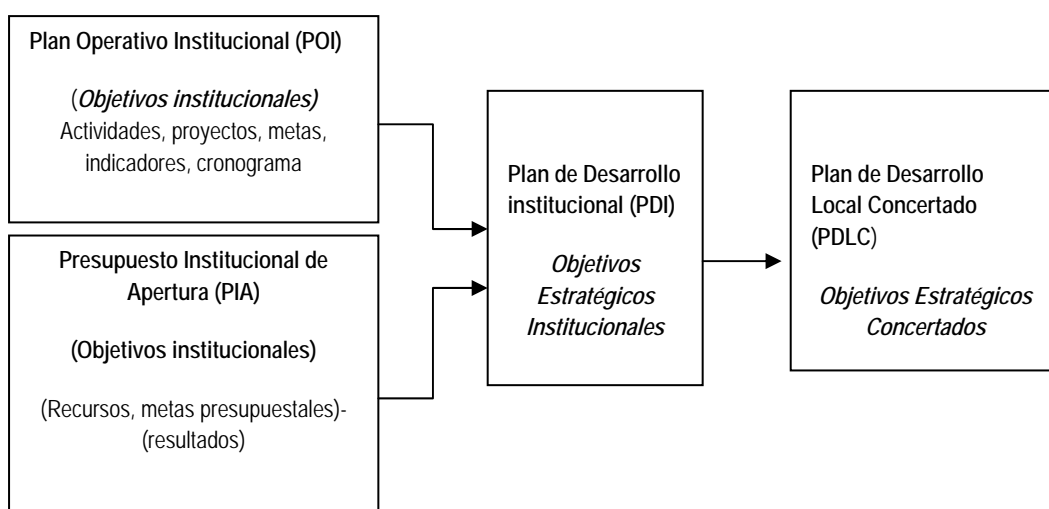 Plan Operativo Institucional (POI)
(Objetivos institucionales)
Actividades, proyectos, metas,
indicadores, cronograma
Presupuesto Institucional de
Apertura (PIA)
(Objetivos institucionales)
(Recursos, metas presupuestales)-
(resultados)
Plan de Desarrollo
institucional (PDI)
Objetivos
Estratégicos
Institucionales
Plan de Desarrollo
Local Concertado
(PDLC)
Objetivos Estratégicos
Concertados